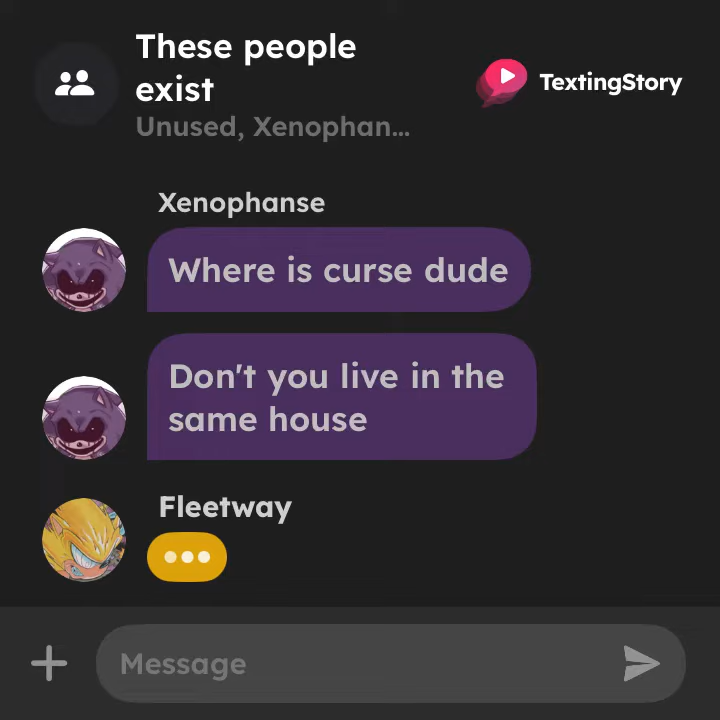 These people
exist
Unused, Xenophan...
TextingStory
Xenophanse
Where is curse dude
Don't you live in the
same house
Fleetway
Message